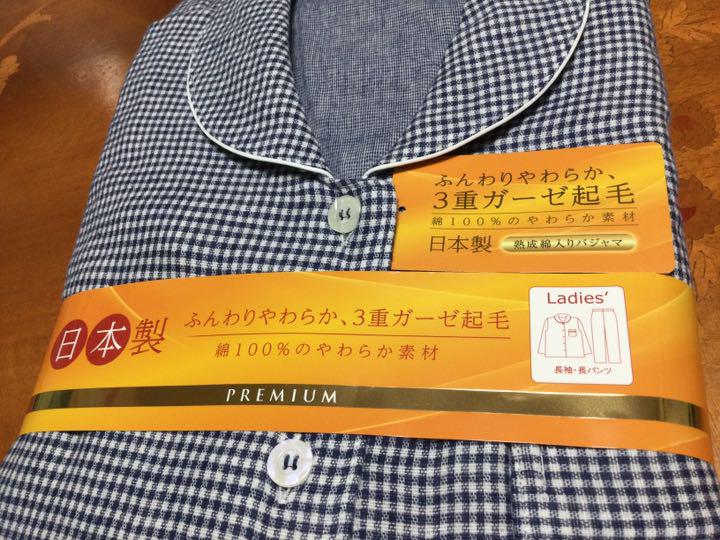 ふんわりやわらか、
3重ガーゼ起毛
綿100%のやわらか素材
日本製 熟成綿入りパジャマ
日本製
ふんわりやわらか、3重ガーゼ起毛
綿100%のやわらか素材
PREMIUM
Ladies'
長袖・長パンツ